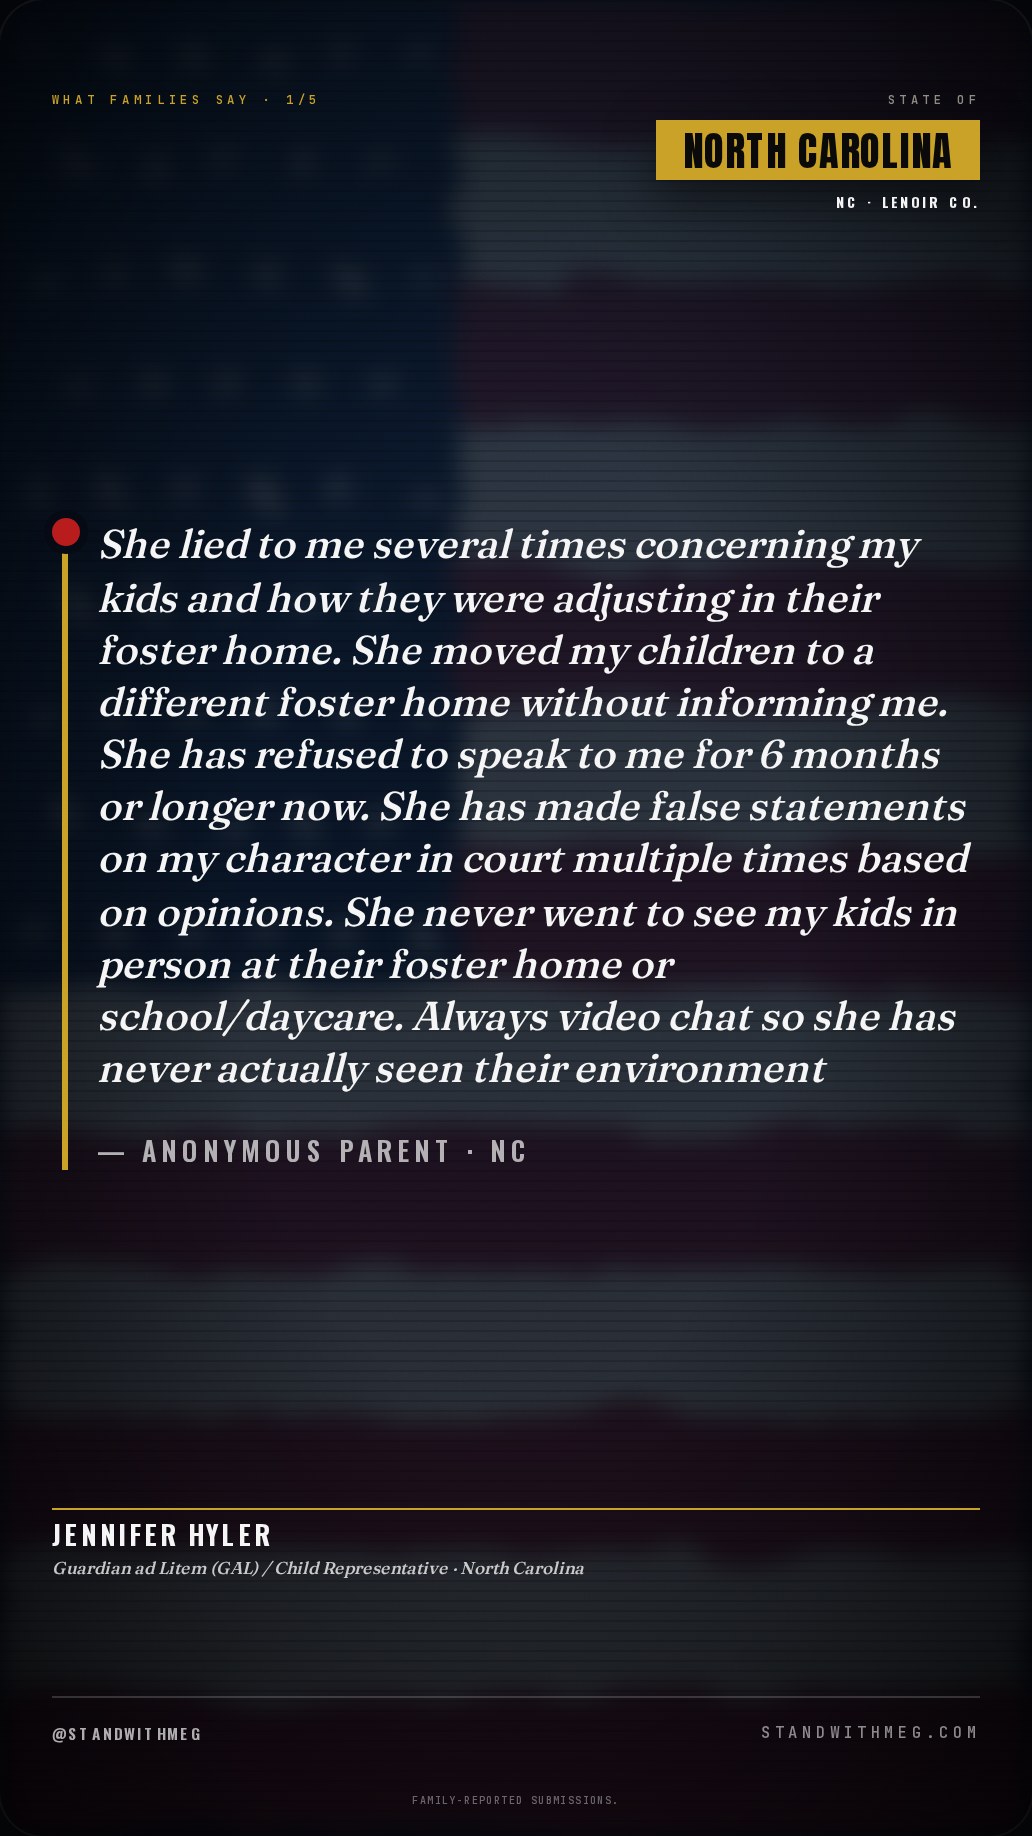 WHAT FAMILIES SAY · 1/5
STATE OF
NORTH CAROLINA
NC · LENOIR CO.
She lied to me several times concerning my
kids and how they were adjusting in their
foster home. She moved my children to a
different foster home without informing me.
She has refused to speak to me for 6 months
or longer now. She has made false statements
on my character in court multiple times based
on opinions. She never went to see my kids in
person at their foster home or
school/daycare. Always video chat so she has
never actually seen their environment
— ANONYMOUS PARENT · NC
JENNIFER HYLER
Guardian ad Litem (GAL) / Child Representative · North Carolina
@STANDWITHMEG
STANDWITHMEG.COM
FAMILY-REPORTED SUBMISSIONS.